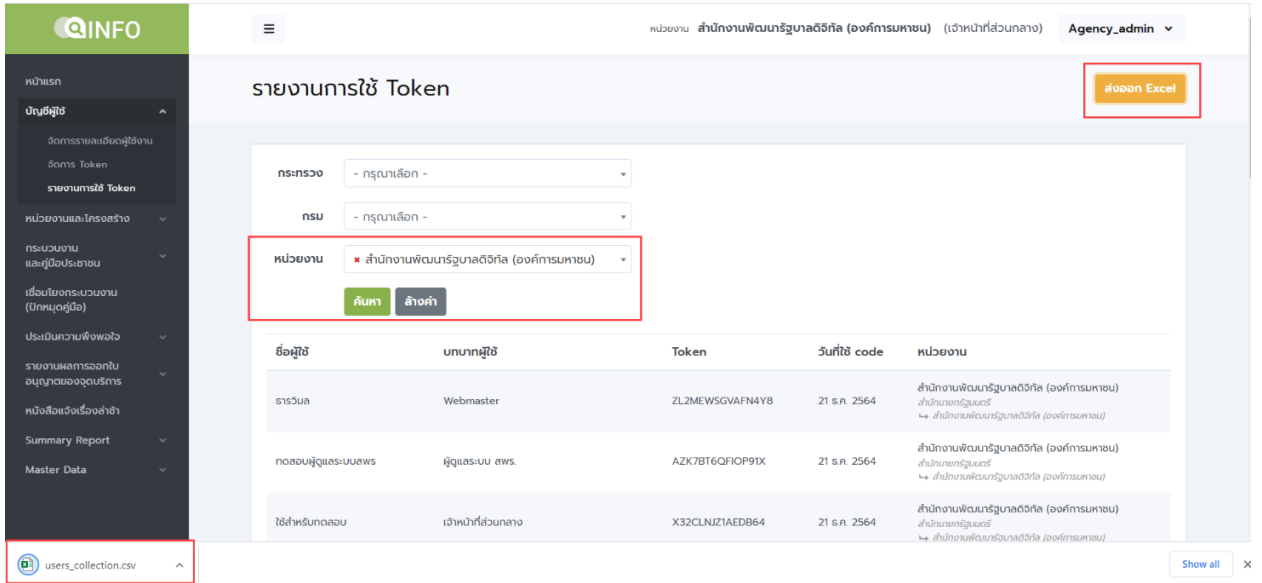 INFO
หน่วยงาน สำนักงานพัฒนารัฐบาลดิจิทัล (องค์การมหาชน) (เจ้าหน้าที่ส่วนกลาง) Agency_admin
หน้าแรก
บัญชีผู้ใช้
จัดการรายละเอียดผู้ใช้งาน
จัดการ Token
รายงานการใช้ Token
หน่วยงานและโครงสร้าง
กระบวนงาน
และคู่มือประชาชน
เชื่อมโยงกระบวนงาน
(ปักหมุดคู่มือ)
ประเมินความพึงพอใจ
รายงานผลการออกใบ
อนุญาตของจุดบริการ
หนังสือแจ้งเรื่องล่าช้า
Summary Report
Master Data
รายงานการใช้ Token
ส่งออก Excel
กระทรวง - กรุณาเลือก -
กรม - กรุณาเลือก -
หน่วยงาน × สำนักงานพัฒนารัฐบาลดิจิทัล (องค์การมหาชน)
ค้นหา ล้างค่า
ชื่อผู้ใช้ บทบาทผู้ใช้ Token วันที่ใช้ code หน่วยงาน
ธารวิมล Webmaster ZL2MEWSGVAFN4Y8 21 ธ.ค. 2564 สำนักงานพัฒนารัฐบาลดิจิทัล (องค์การมหาชน)
สำนักนายกรัฐมนตรี
↳ สำนักงานพัฒนารัฐบาลดิจิทัล (องค์การมหาชน)
ทดสอบผู้ดูแลระบบสพร ผู้ดูแลระบบ สพร. AZK7BT6QFIOP91X 21 ธ.ค. 2564 สำนักงานพัฒนารัฐบาลดิจิทัล (องค์การมหาชน)
สำนักนายกรัฐมนตรี
↳ สำนักงานพัฒนารัฐบาลดิจิทัล (องค์การมหาชน)
ใช้สำหรับทดสอบ เจ้าหน้าที่ส่วนกลาง X32CLNJZ1AEDB64 21 ธ.ค. 2564 สำนักงานพัฒนารัฐบาลดิจิทัล (องค์การมหาชน)
สำนักนายกรัฐมนตรี
↳ สำนักงานพัฒนารัฐบาลดิจิทัล (องค์การมหาชน)
users_collection.csv
Show all